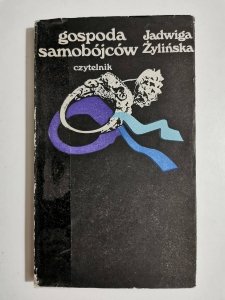 gospoda
samobójców
Jadwiga
Żylińska
czytelnik